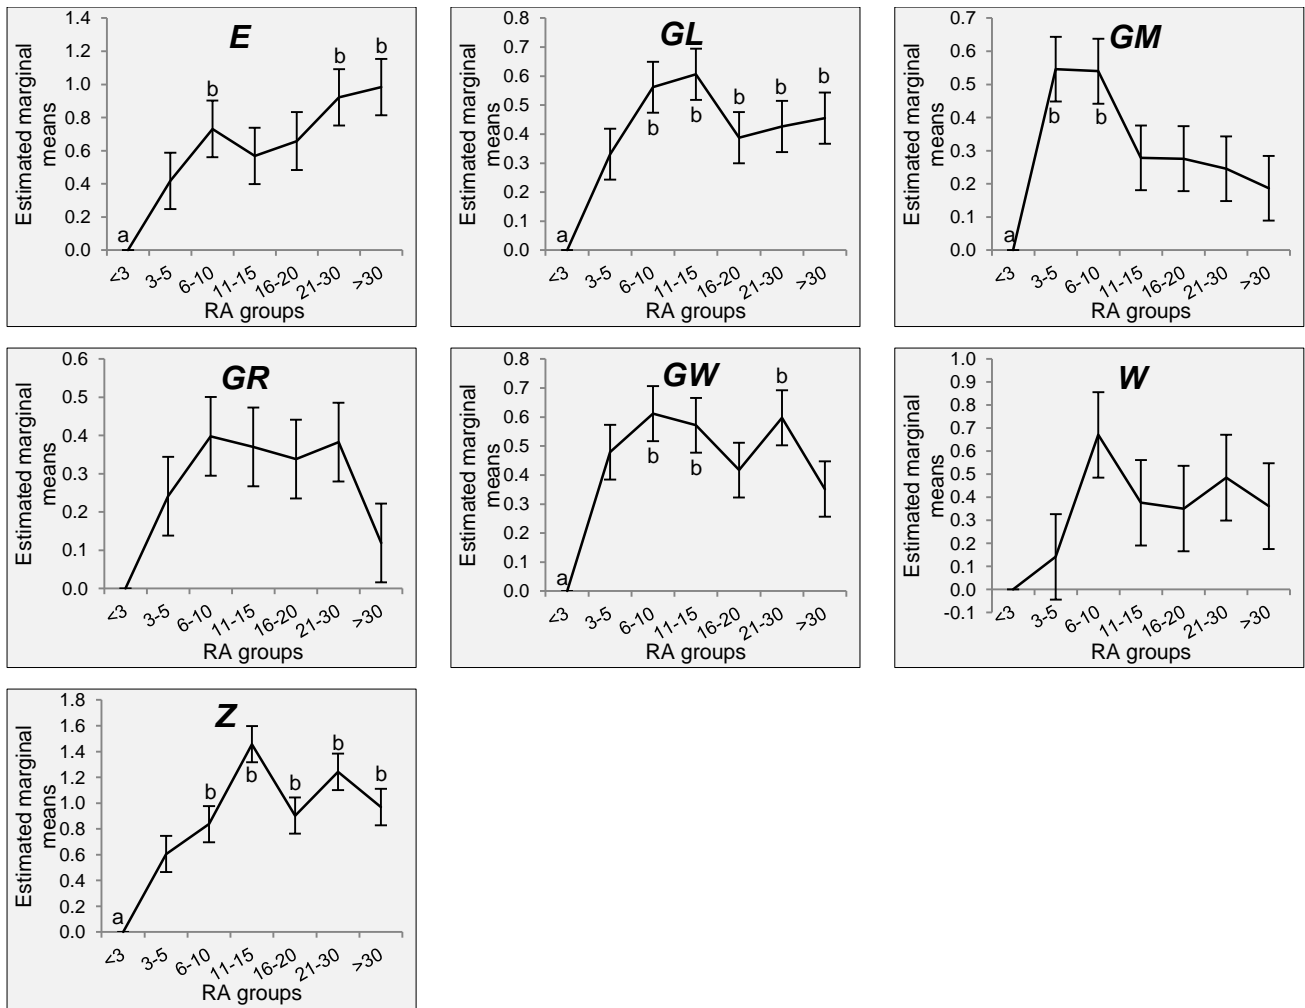 E
Estimated marginal
means
1.4
1.2
1.0
0.8
0.6
0.4
0.2
0.0
a
b
b
b
<3
3-5
6-10
11-15
16-20
21-30
>30
RA groups
GL
Estimated marginal
means
0.8
0.7
0.6
0.5
0.4
0.3
0.2
0.1
0.0
a
b
b
b
b
b
<3
3-5
6-10
11-15
16-20
21-30
>30
RA groups
GM
Estimated marginal
means
0.7
0.6
0.5
0.4
0.3
0.2
0.1
0.0
a
b
b
<3
3-5
6-10
11-15
16-20
21-30
>30
RA groups
GR
Estimated marginal
means
0.6
0.5
0.4
0.3
0.2
0.1
0.0
<3
3-5
6-10
11-15
16-20
21-30
>30
RA groups
GW
Estimated marginal
means
0.8
0.7
0.6
0.5
0.4
0.3
0.2
0.1
0.0
a
b
b
b
<3
3-5
6-10
11-15
16-20
21-30
>30
RA groups
W
Estimated marginal
means
1.0
0.9
0.8
0.7
0.6
0.5
0.4
0.3
0.2
0.1
0.0
-0.1
<3
3-5
6-10
11-15
16-20
21-30
>30
RA groups
Z
Estimated marginal
means
1.8
1.6
1.4
1.2
1.0
0.8
0.6
0.4
0.2
0.0
a
b
b
b
b
b
<3
3-5
6-10
11-15
16-20
21-30
>30
RA groups